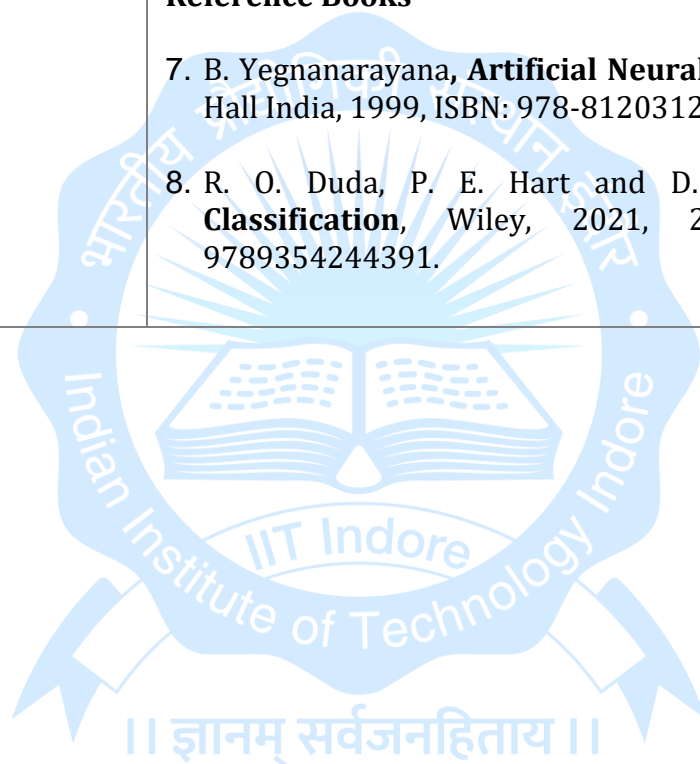 Reference Books
7. B. Yegnanarayana, Artificial Neural
Hall India, 1999, ISBN: 978-8120312
8. R. O. Duda, P. E. Hart and D.
Classification, Wiley, 2021, 2
9789354244391.
भारतीय प्रौद्योगिकी संस्थान इंदौर
Indian Institute of Technology Indore
IIT Indore
।। ज्ञानम् सर्वजनहिताय ।।